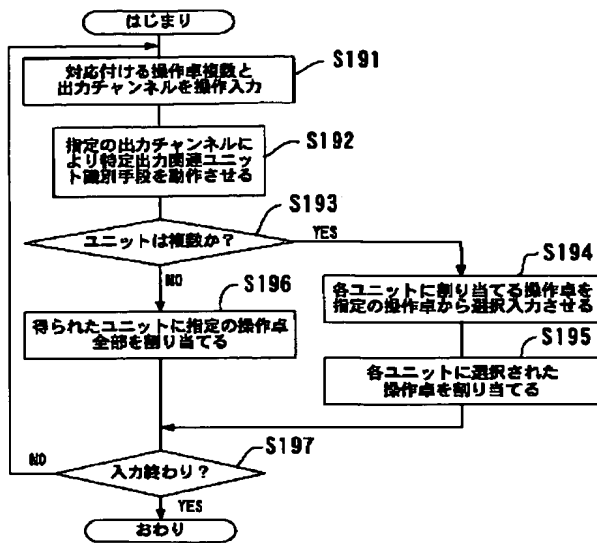 はじまり
S191
対応付ける操作卓複数と
出力チャンネルを操作入力
S192
指定の出力チャンネルに
より特定出力関連ユニ
ット識別手段を動作させる
S193
ユニットは複数か？
YES
NO
S194
各ユニットに割り当てる操作卓を
指定の操作卓から選択入力させる
S196
得られたユニットに指定の操作卓
全部を割り当てる
S195
各ユニットに選択された
操作卓を割り当てる
S197
入力終わり？
NO
YES
おわり